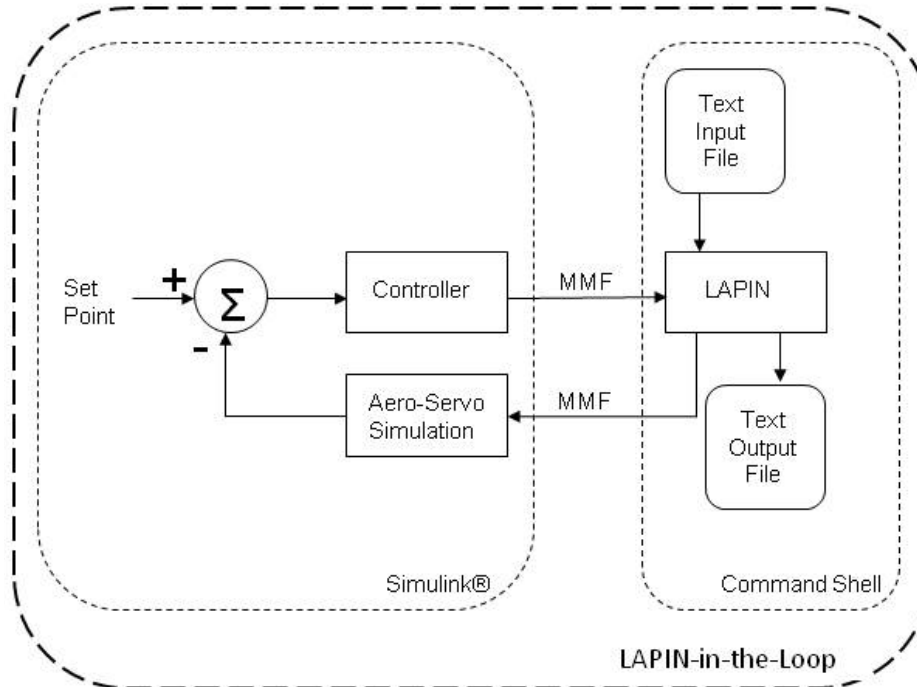 Text
Input
File
Set
Point
+
Σ
-
Controller
MMF
LAPIN
Aero-Servo
Simulation
MMF
Text
Output
File
Simulink®
Command Shell
LAPIN-in-the-Loop